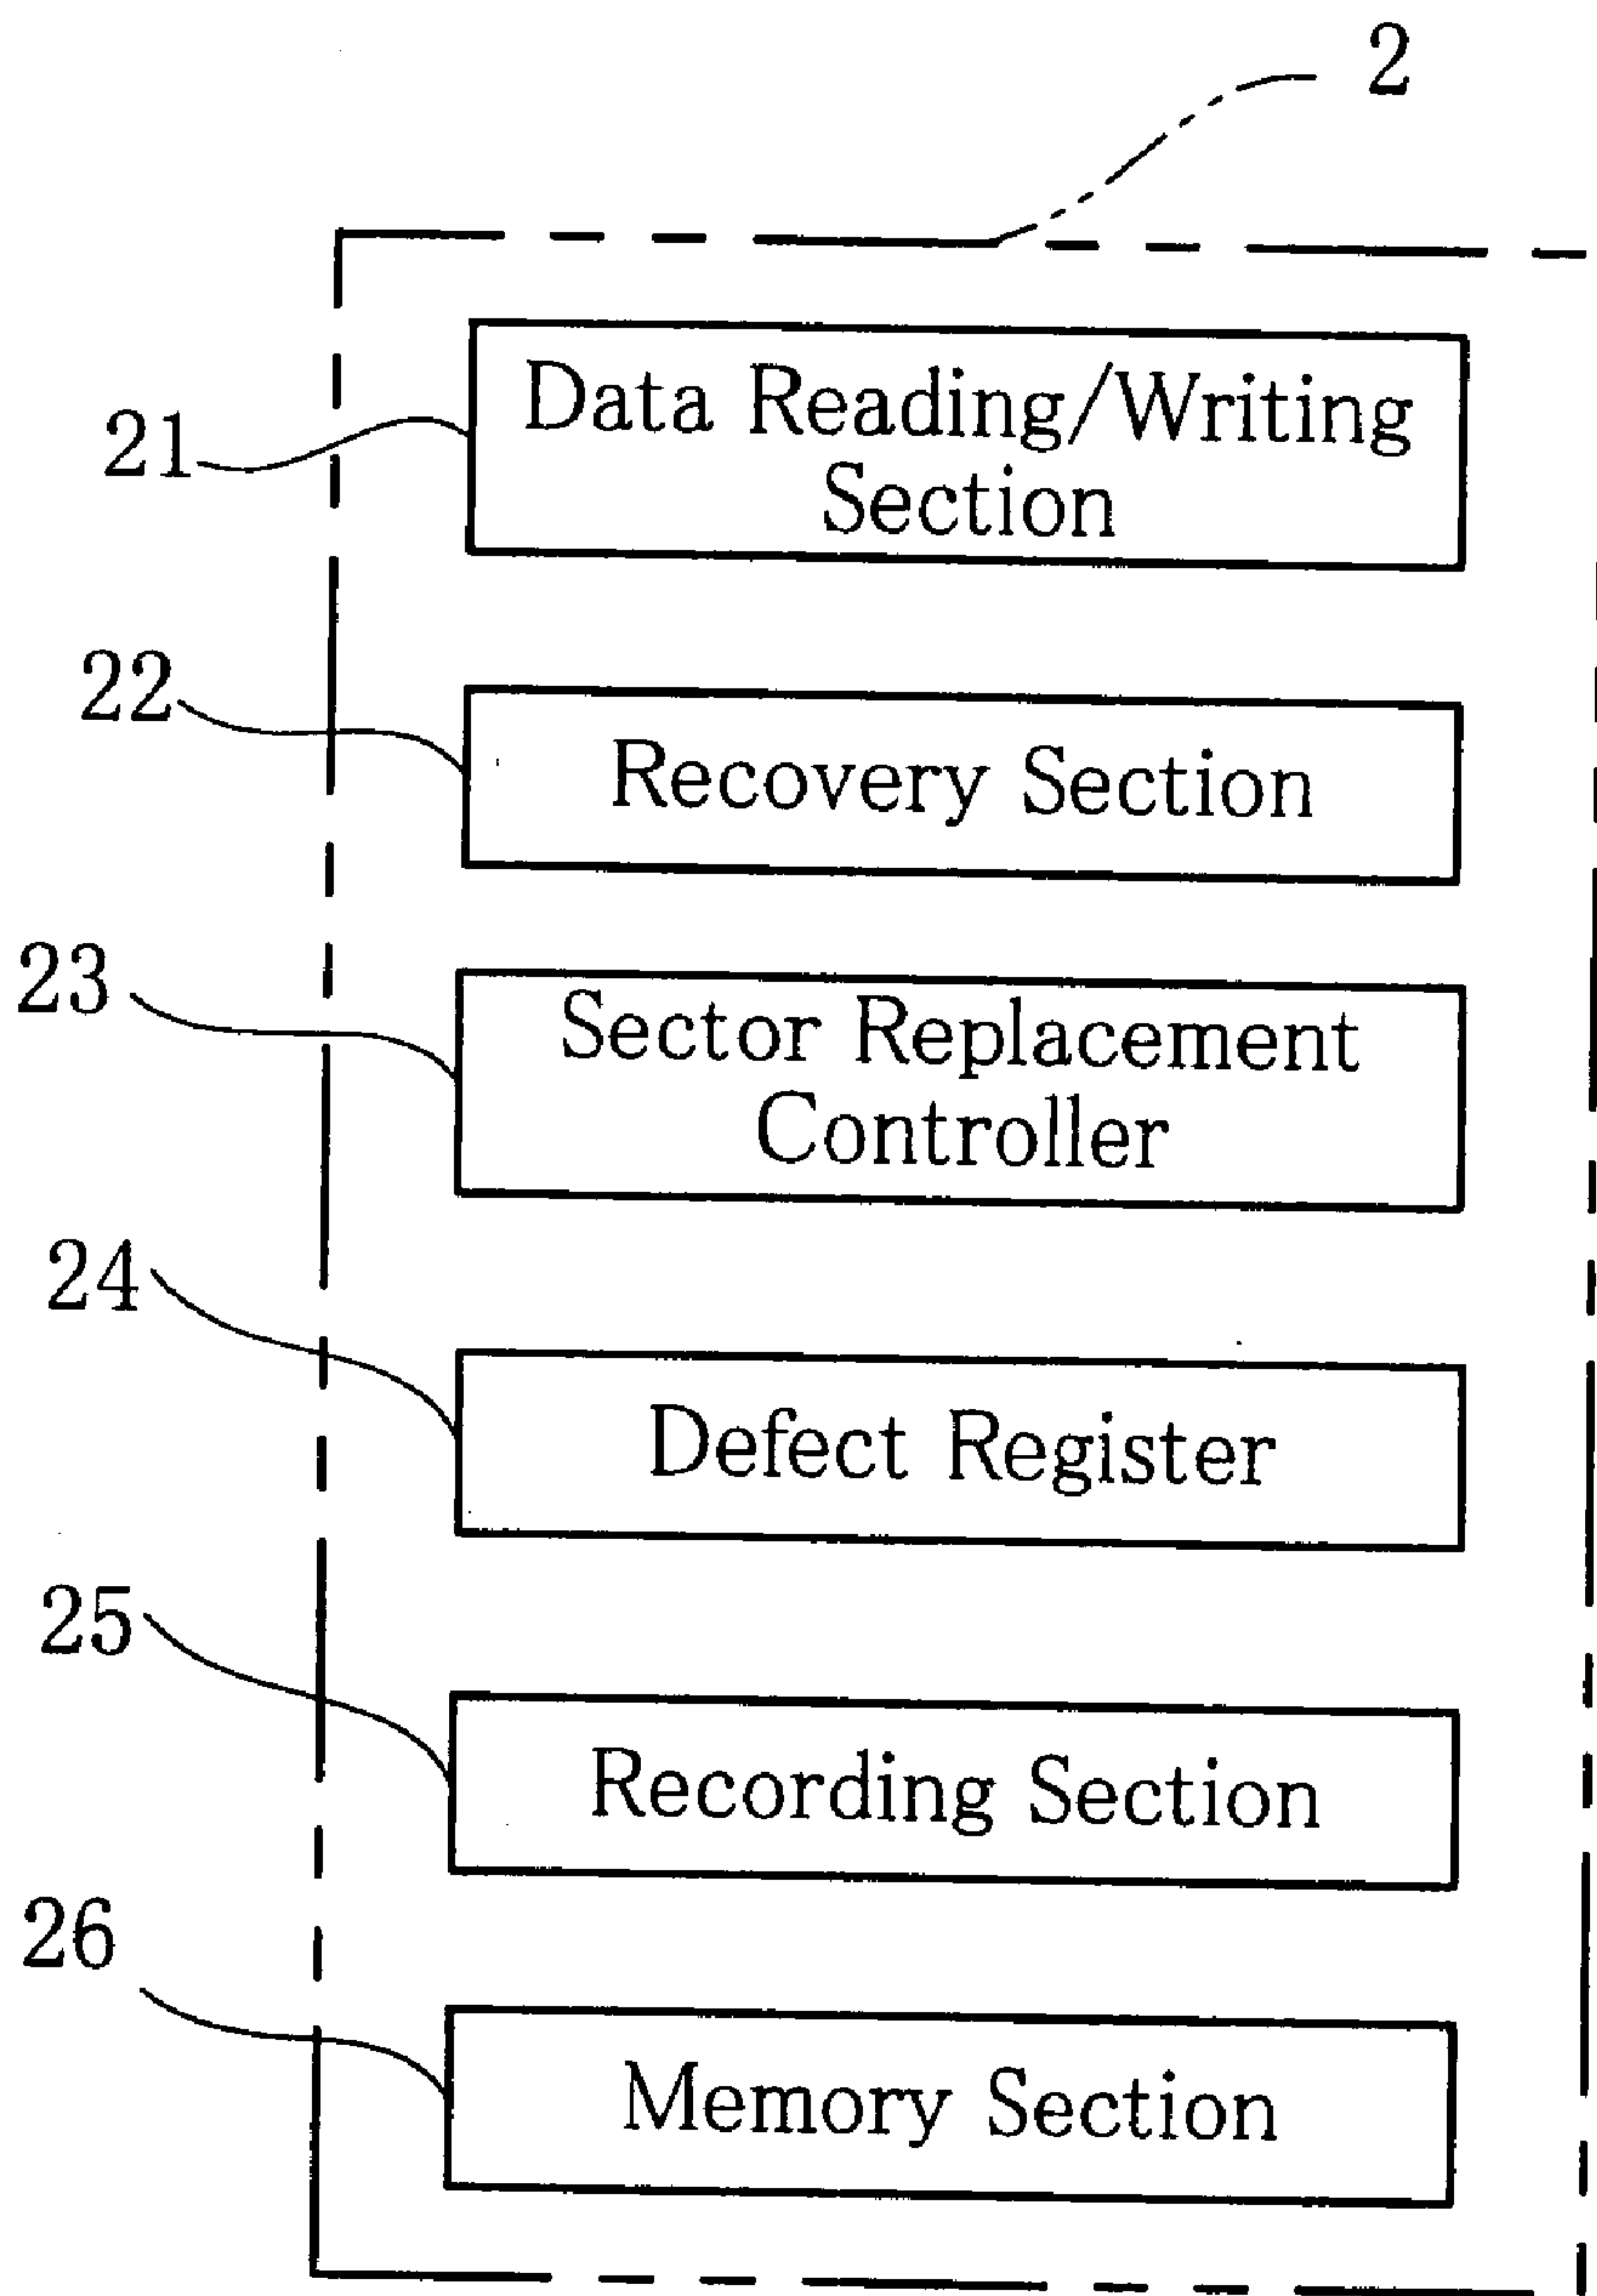 2
21
Data Reading/Writing
Section
22
Recovery Section
23
Sector Replacement
Controller
24
Defect Register
25
Recording Section
26
Memory Section